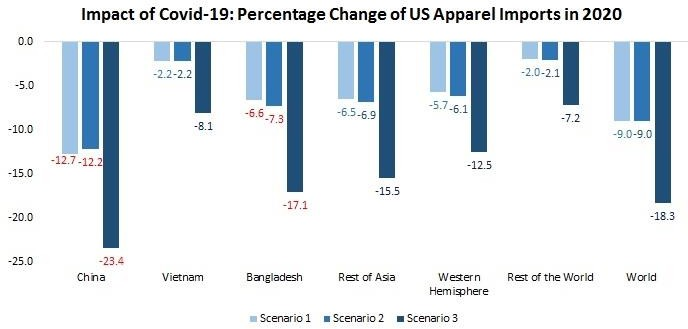 Impact of Covid-19: Percentage Change of US Apparel Imports in 2020
0.0
-5.0
-10.0
-15.0
-20.0
-25.0
-12.7 -12.2 -23.4
-2.2 -2.2 -8.1
-6.6 -7.3 -17.1
-6.5 -6.9 -15.5
-5.7 -6.1 -12.5
-2.0 -2.1 -7.2
-9.0 -9.0 -18.3
China Vietnam Bangladesh Rest of Asia Western Rest of the World World
Hemisphere
Scenario 1 Scenario 2 Scenario 3